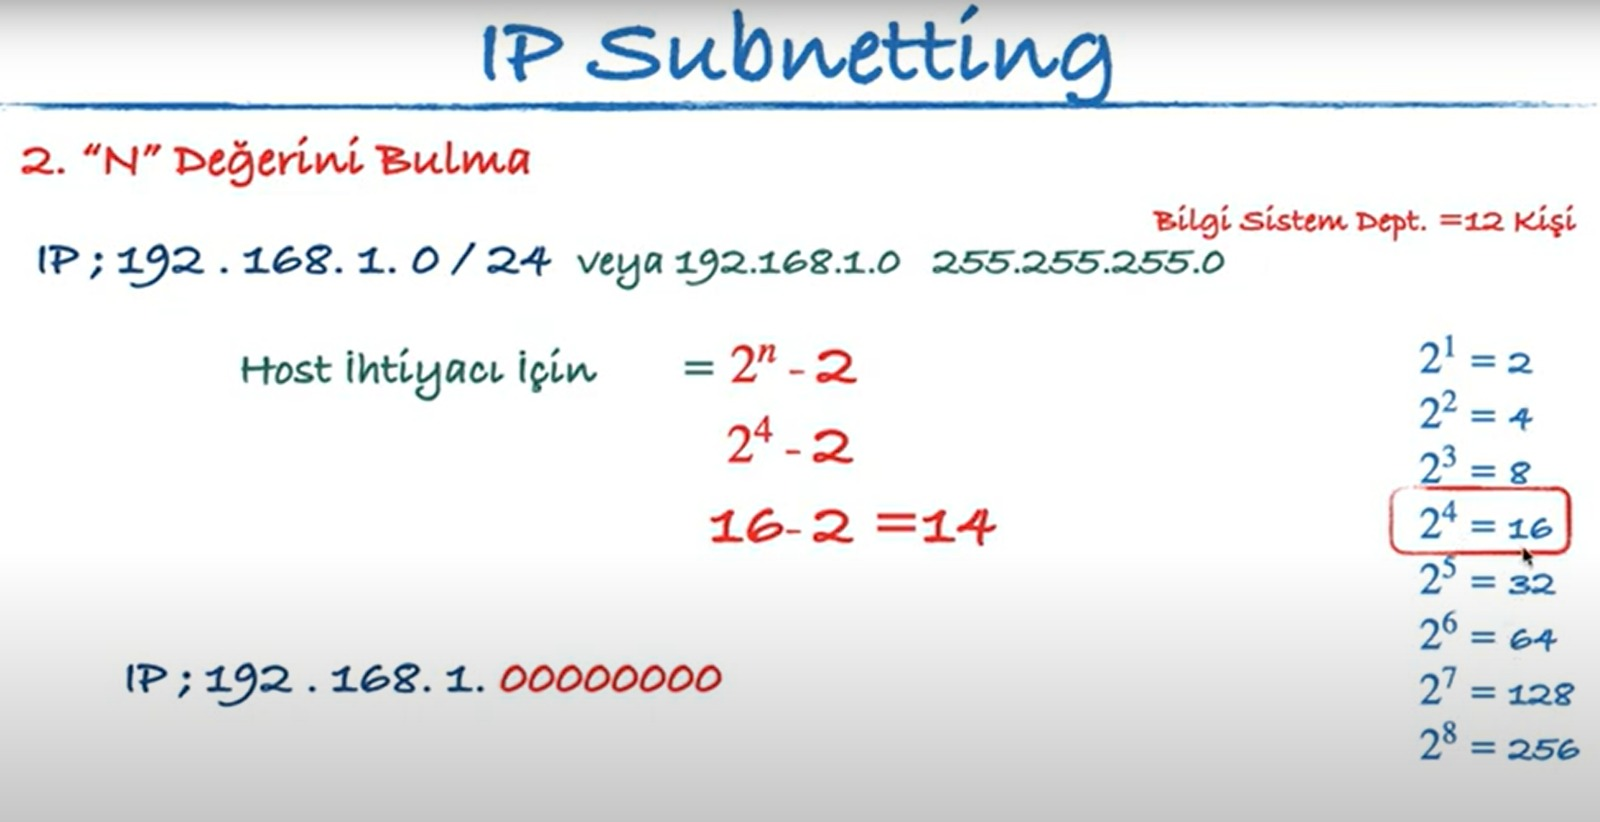 IP Subnetting
2. "N" Değerini Bulma
Bilgi Sistem Dept. =12 Kişi
IP ; 192 . 168. 1. 0 / 24 veya 192.168.1.0 255.255.255.0
Host ihtiyacı için = 2ⁿ - 2
2⁴ - 2
16- 2 =14
IP ; 192 . 168. 1. 00000000
2¹ = 2
2² = 4
2³ = 8
2⁴ = 16
2⁵ = 32
2⁶ = 64
2⁷ = 128
2⁸ = 256